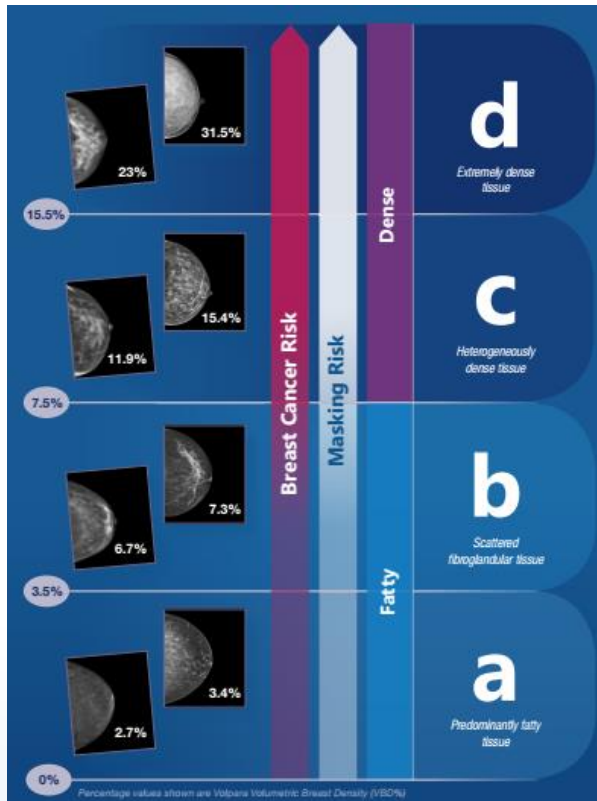 31.5%
23%
d
Extremely dense
tissue
15.5%
Dense
15.4%
11.9%
c
Heterogeneously
dense tissue
7.5%
Breast Cancer Risk
Masking Risk
7.3%
6.7%
b
Scattered
fibroglandular tissue
3.5%
Fatty
3.4%
2.7%
a
Predominantly fatty
tissue
0%
Percentage values shown are Volpara Volumetric Breast Density (VBD%)